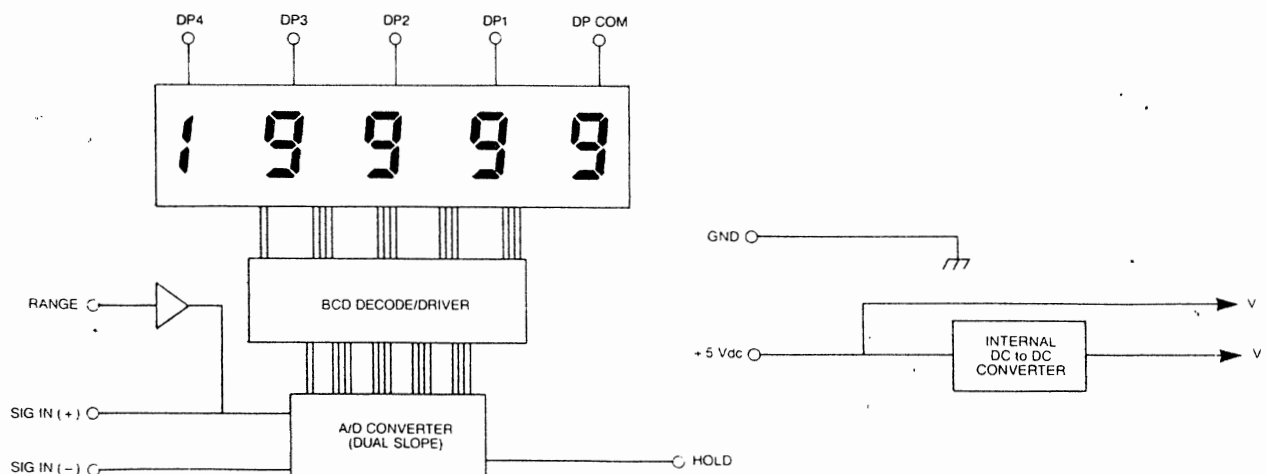 DP4 DP3 DP2 DP1 DP COM
1 9 9 9 9
GND
RANGE
BCD DECODE/DRIVER
V
+ 5 Vdc
INTERNAL
DC to DC
CONVERTER
V
SIG IN (+)
A/D CONVERTER
(DUAL SLOPE)
SIG IN (-)
HOLD